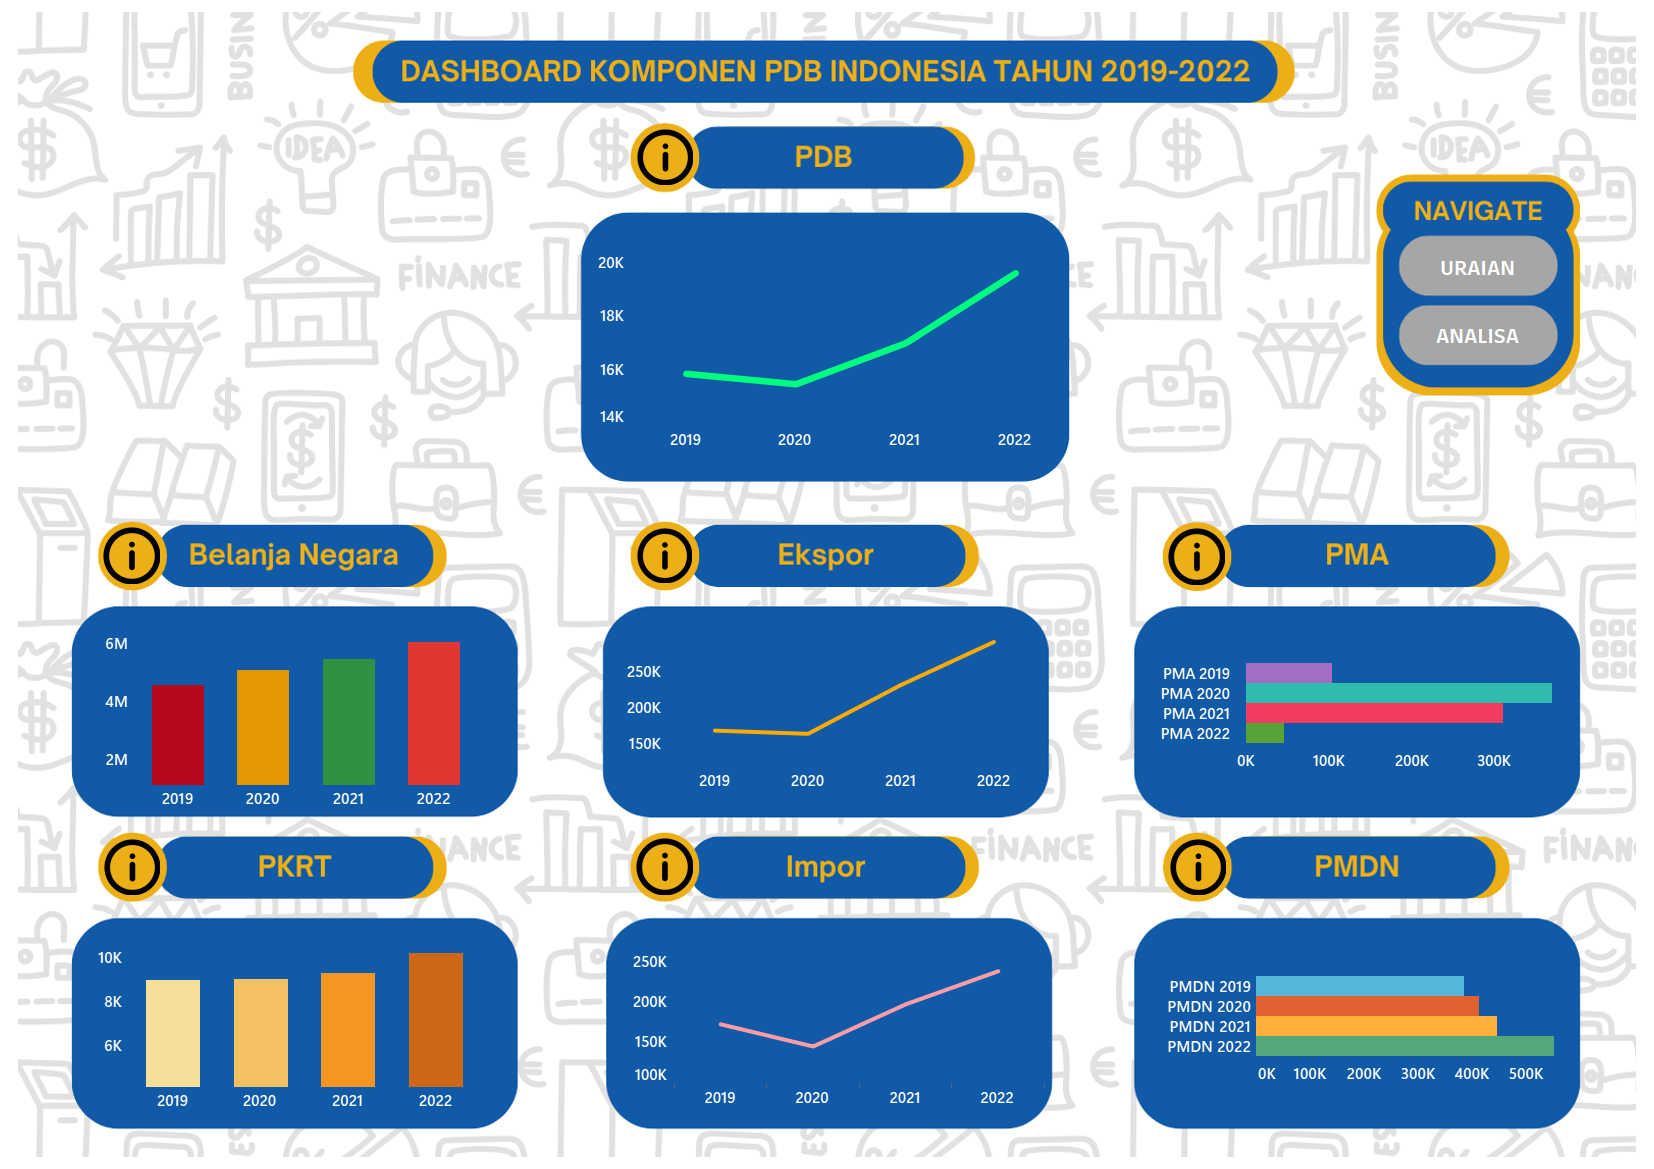 DASHBOARD KOMPONEN PDB INDONESIA TAHUN 2019-2022
PDB
20K
18K
16K
14K
2019 2020 2021 2022
NAVIGATE
URAIAN
ANALISA
Belanja Negara
6M
4M
2M
2019 2020 2021 2022
Ekspor
250K
200K
150K
2019 2020 2021 2022
PMA
PMA 2019
PMA 2020
PMA 2021
PMA 2022
0K 100K 200K 300K
PKRT
10K
8K
6K
2019 2020 2021 2022
Impor
250K
200K
150K
100K
2019 2020 2021 2022
PMDN
PMDN 2019
PMDN 2020
PMDN 2021
PMDN 2022
0K 100K 200K 300K 400K 500K
BUSIN
BUSIN
IDEA
IDEA
FİNANCE